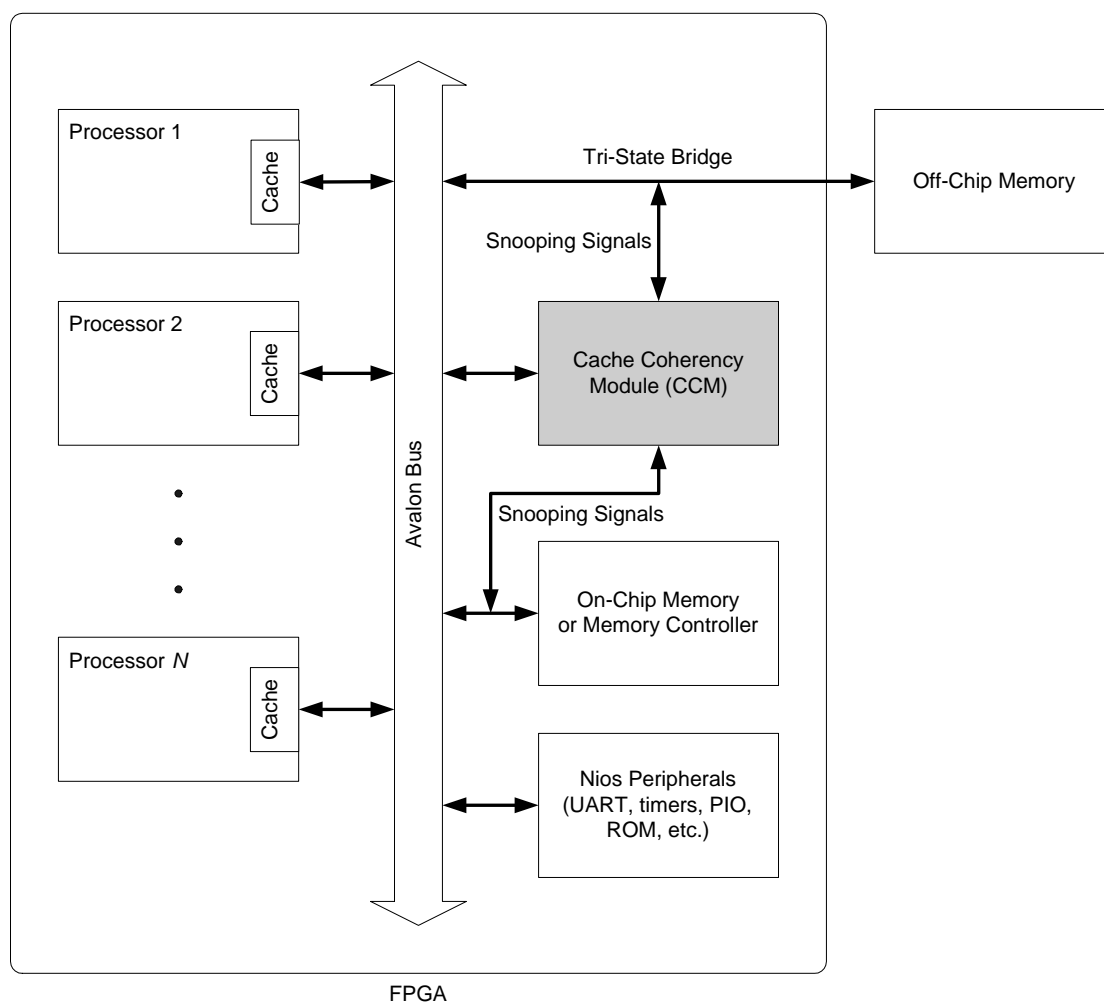 Processor 1
Cache
Tri-State Bridge
Off-Chip Memory
Snooping Signals
Processor 2
Cache
Cache Coherency
Module (CCM)
Avalon Bus
Snooping Signals
On-Chip Memory
or Memory Controller
Processor N
Cache
Nios Peripherals
(UART, timers, PIO,
ROM, etc.)
FPGA